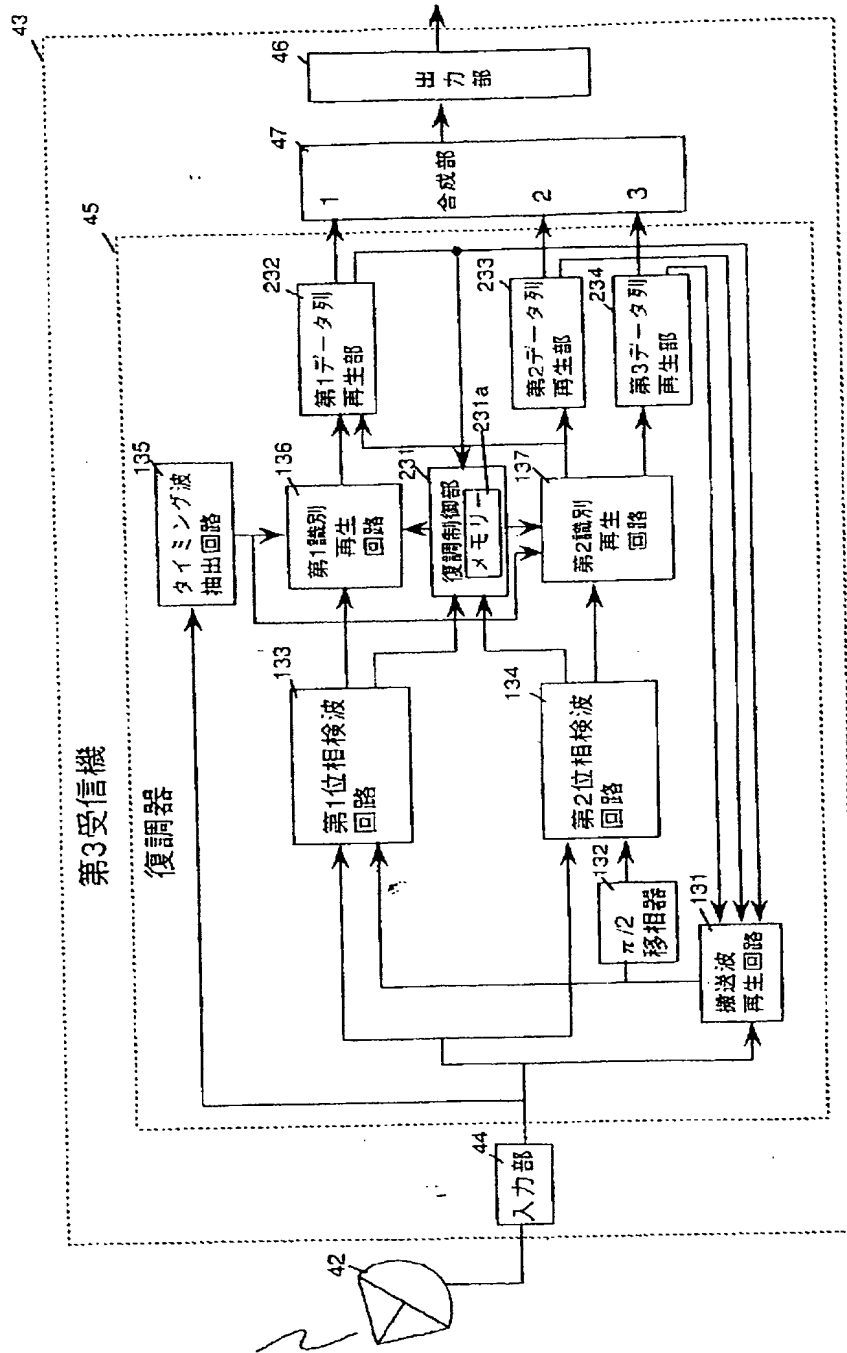 第3受信機
43
復調器
45
42
44
入力部
135
タイミング波
抽出回路
133
第1位相検波
回路
134
第2位相検波
回路
132
π/2
移相器
131
搬送波
再生回路
136
第1識別
再生
回路
231
復調制御部
メモリー
231a
137
第2識別
再生
回路
232
第1データ列
再生部
233
第2データ列
再生部
234
第3データ列
再生部
47
合成部
1
2
3
46
出力部